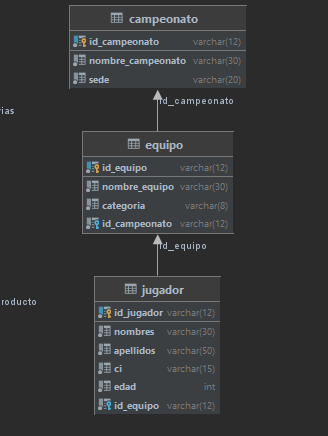 campeonato
id_campeonato varchar(12)
nombre_campeonato varchar(30)
sede varchar(20)
id_campeonato
rias
equipo
id_equipo varchar(12)
nombre_equipo varchar(30)
categoria varchar(8)
id_campeonato varchar(12)
id_equipo
jugador
roducto
id_jugador varchar(12)
nombres varchar(30)
apellidos varchar(50)
ci varchar(15)
edad int
id_equipo varchar(12)